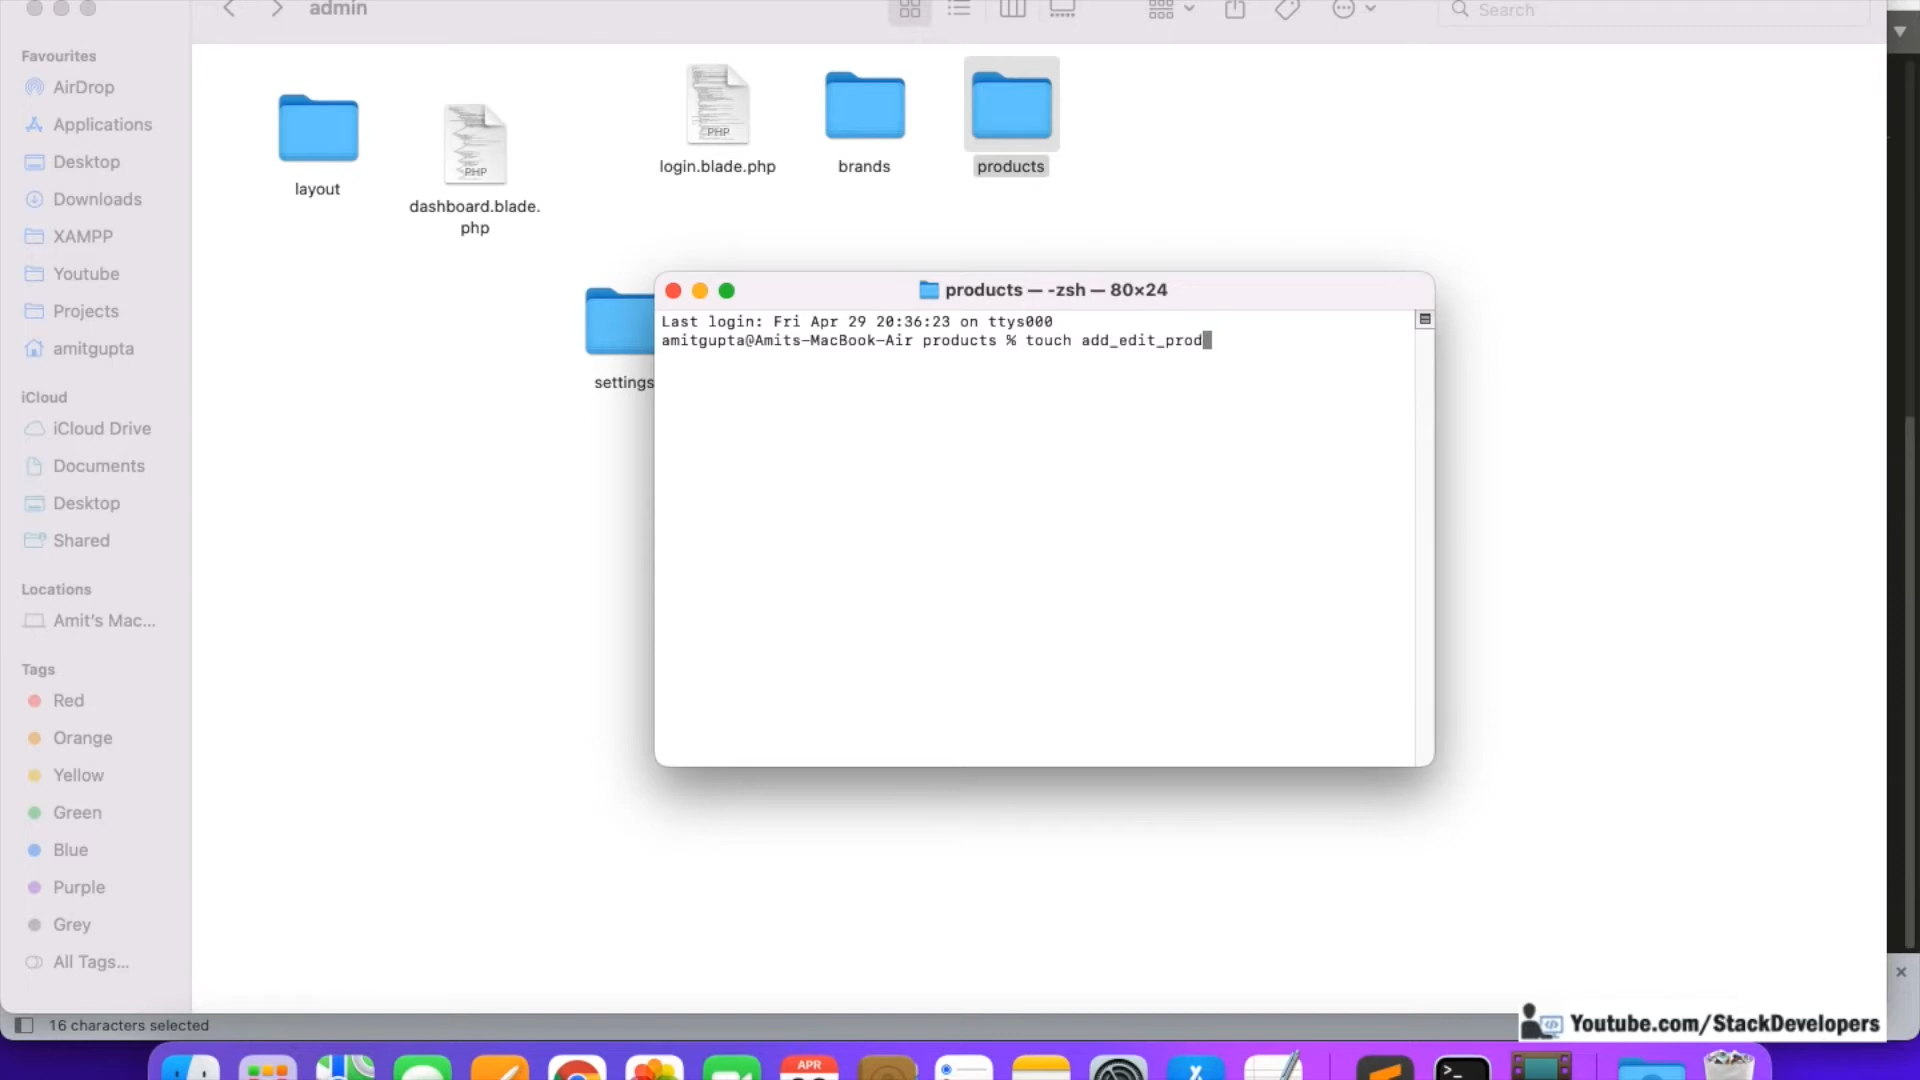 admin
Search
Favourites
AirDrop
Applications
Desktop
Downloads
XAMPP
Youtube
Projects
amitgupta
iCloud
iCloud Drive
Documents
Desktop
Shared
Locations
Amit's Mac...
Tags
Red
Orange
Yellow
Green
Blue
Purple
Grey
All Tags...
layout
PHP
dashboard.blade.
php
PHP
login.blade.php
brands
products
settings
products — -zsh — 80×24
Last login: Fri Apr 29 20:36:23 on ttys000
amitgupta@Amits-MacBook-Air products % touch add_edit_prod
16 characters selected
Youtube.com/StackDevelopers
APR